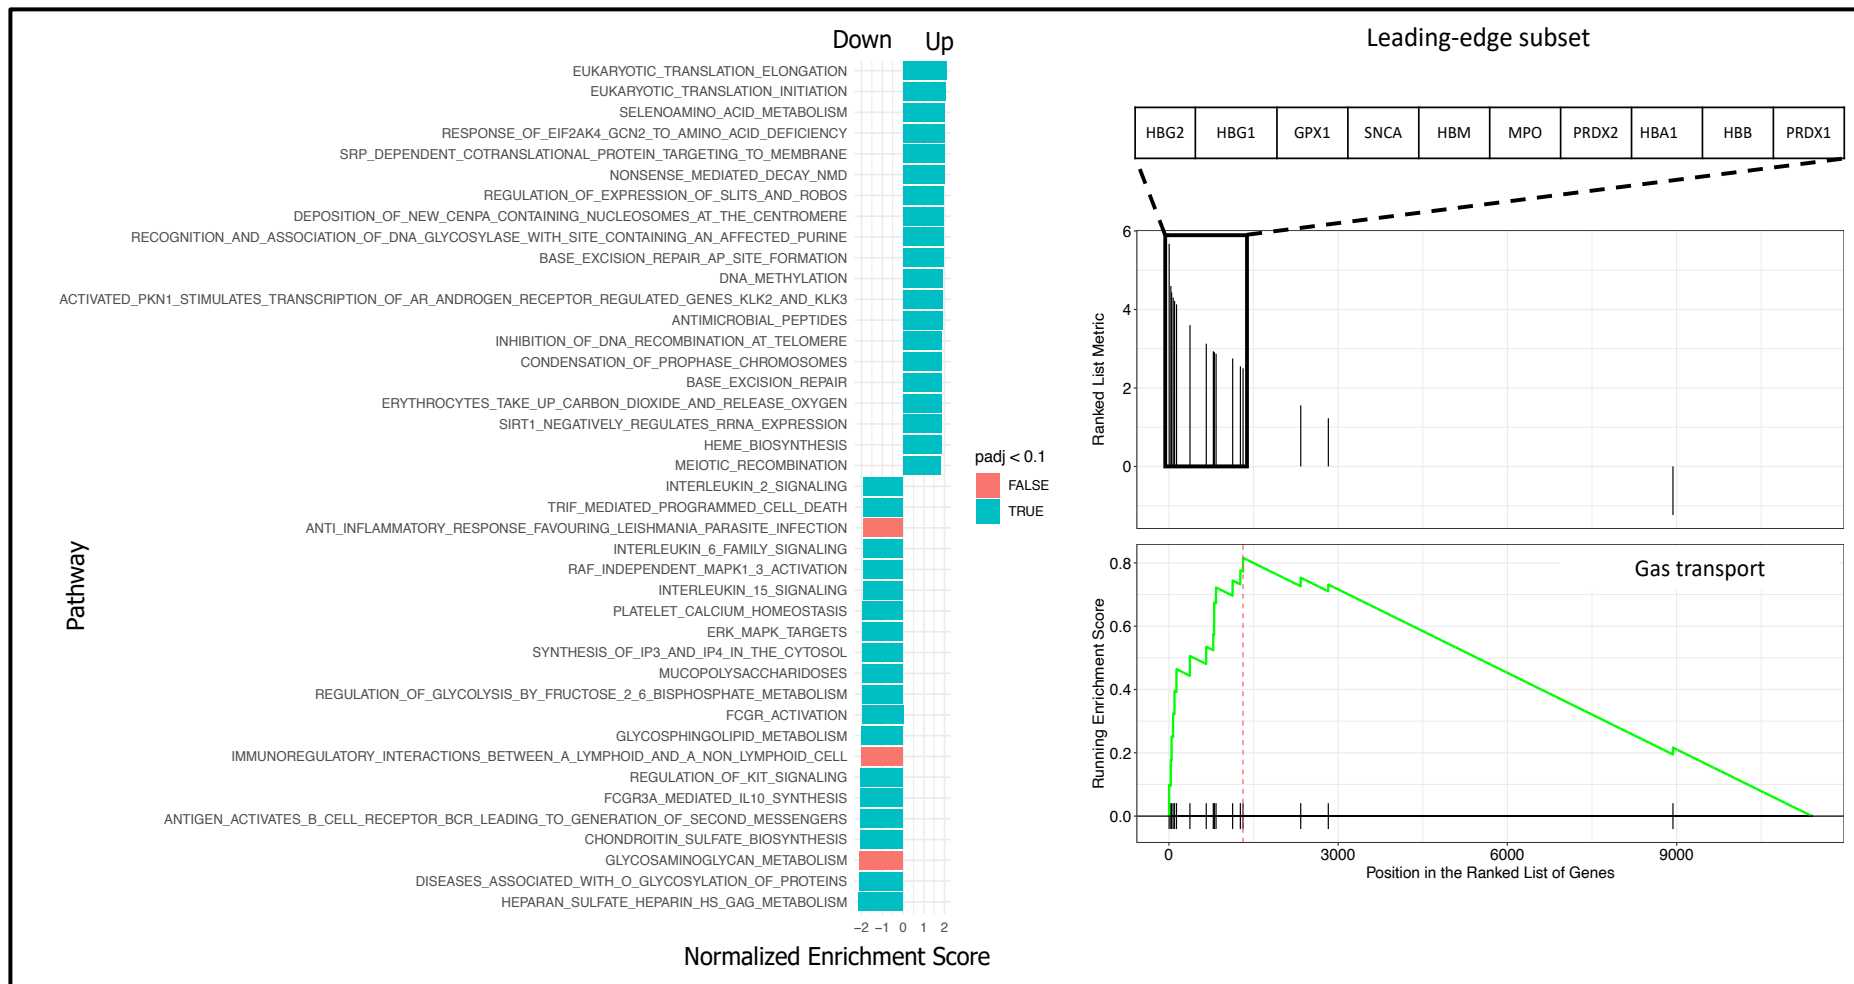 Down Up
EUKARYOTIC_TRANSLATION_ELONGATION
EUKARYOTIC_TRANSLATION_INITIATION
SELENOAMINO_ACID_METABOLISM
RESPONSE_OF_EIF2AK4_GCN2_TO_AMINO_ACID_DEFICIENCY
SRP_DEPENDENT_COTRANSLATIONAL_PROTEIN_TARGETING_TO_MEMBRANE
NONSENSE_MEDIATED_DECAY_NMD
REGULATION_OF_EXPRESSION_OF_SLITS_AND_ROBOS
DEPOSITION_OF_NEW_CENPA_CONTAINING_NUCLEOSOMES_AT_THE_CENTROMERE
RECOGNITION_AND_ASSOCIATION_OF_DNA_GLYCOSYLASE_WITH_SITE_CONTAINING_AN_AFFECTED_PURINE
BASE_EXCISION_REPAIR_AP_SITE_FORMATION
DNA_METHYLATION
ACTIVATED_PKN1_STIMULATES_TRANSCRIPTION_OF_AR_ANDROGEN_RECEPTOR_REGULATED_GENES_KLK2_AND_KLK3
ANTIMICROBIAL_PEPTIDES
INHIBITION_OF_DNA_RECOMBINATION_AT_TELOMERE
CONDENSATION_OF_PROPHASE_CHROMOSOMES
BASE_EXCISION_REPAIR
ERYTHROCYTES_TAKE_UP_CARBON_DIOXIDE_AND_RELEASE_OXYGEN
SIRT1_NEGATIVELY_REGULATES_RRNA_EXPRESSION
HEME_BIOSYNTHESIS
MEIOTIC_RECOMBINATION
INTERLEUKIN_2_SIGNALING
TRIF_MEDIATED_PROGRAMMED_CELL_DEATH
ANTI_INFLAMMATORY_RESPONSE_FAVOURING_LEISHMANIA_PARASITE_INFECTION
INTERLEUKIN_6_FAMILY_SIGNALING
RAF_INDEPENDENT_MAPK1_3_ACTIVATION
INTERLEUKIN_15_SIGNALING
PLATELET_CALCIUM_HOMEOSTASIS
ERK_MAPK_TARGETS
SYNTHESIS_OF_IP3_AND_IP4_IN_THE_CYTOSOL
MUCOPOLYSACCHARIDOSES
REGULATION_OF_GLYCOLYSIS_BY_FRUCTOSE_2_6_BISPHOSPHATE_METABOLISM
FCGR_ACTIVATION
GLYCOSPHINGOLIPID_METABOLISM
IMMUNOREGULATORY_INTERACTIONS_BETWEEN_A_LYMPHOID_AND_A_NON_LYMPHOID_CELL
REGULATION_OF_KIT_SIGNALING
FCGR3A_MEDIATED_IL10_SYNTHESIS
ANTIGEN_ACTIVATES_B_CELL_RECEPTOR_BCR_LEADING_TO_GENERATION_OF_SECOND_MESSENGERS
CHONDROITIN_SULFATE_BIOSYNTHESIS
GLYCOSAMINOGLYCAN_METABOLISM
DISEASES_ASSOCIATED_WITH_O_GLYCOSYLATION_OF_PROTEINS
HEPARAN_SULFATE_HEPARIN_HS_GAG_METABOLISM
−2 −1 0 1 2
Normalized Enrichment Score
Pathway
padj < 0.1
FALSE
TRUE
Leading-edge subset
HBG2 HBG1 GPX1 SNCA HBM MPO PRDX2 HBA1 HBB PRDX1
6
4
2
0
Ranked List Metric
Gas transport
0.8
0.6
0.4
0.2
0.0
Running Enrichment Score
0 3000 6000 9000
Position in the Ranked List of Genes